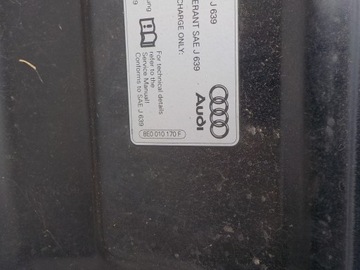 J 639
ERANT SAE J 639
CHARGE ONLY:
ung
For technical details
refer to the
Service Manual!
Conforms to SAE J 639
8E0 010 170 F
Audi